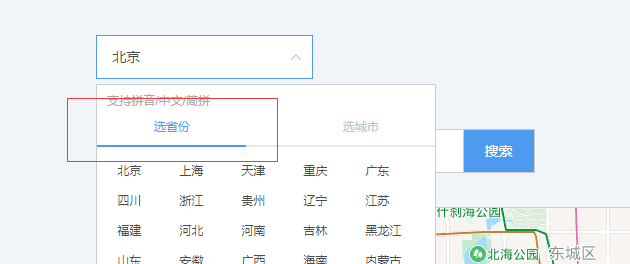 北京
支持拼音/中文/简拼
选省份 选城市
北京 上海 天津 重庆 广东
四川 浙江 贵州 辽宁 江苏
福建 河北 河南 吉林 黑龙江
山东 安徽 广西 海南 内蒙古
搜索
什刹海公园
北海公园 东城区